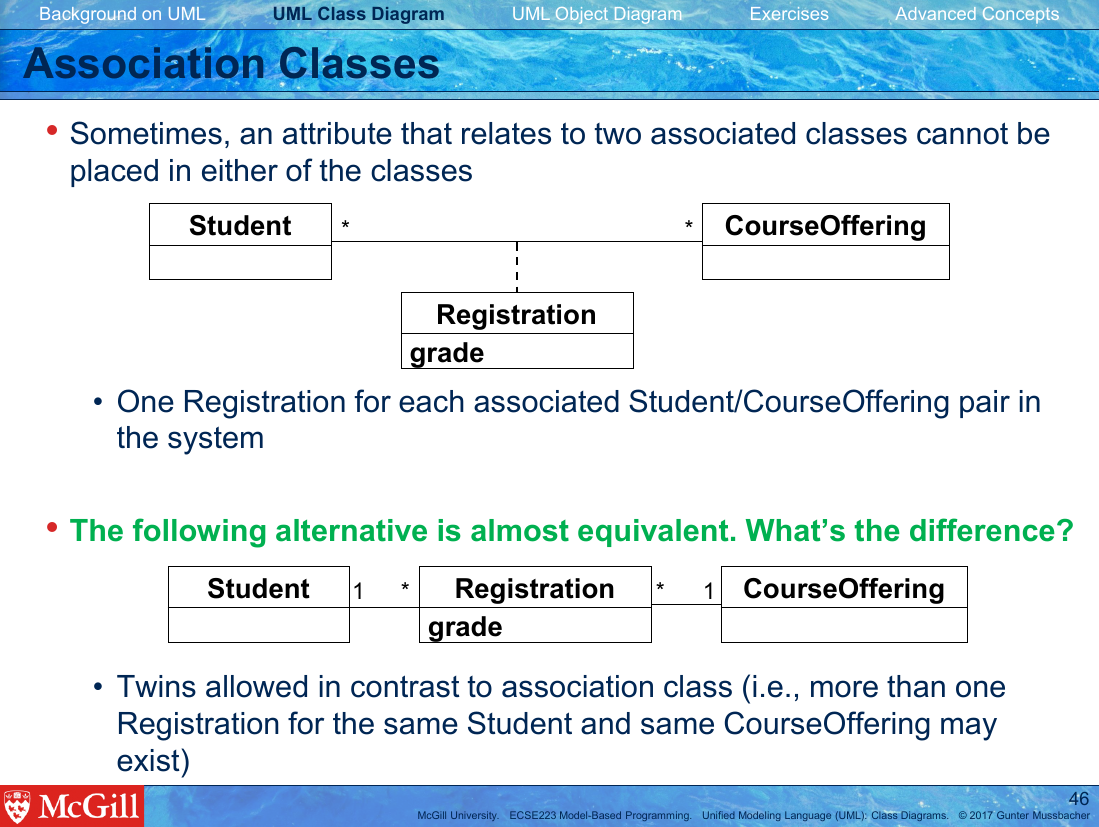 Background on UML UML Class Diagram UML Object Diagram Exercises Advanced Concepts
Association Classes
• Sometimes, an attribute that relates to two associated classes cannot be
placed in either of the classes
Student * * CourseOffering
Registration
grade
• One Registration for each associated Student/CourseOffering pair in
the system
• The following alternative is almost equivalent. What’s the difference?
Student 1 * Registration * 1 CourseOffering
grade
• Twins allowed in contrast to association class (i.e., more than one
Registration for the same Student and same CourseOffering may
exist)
46
McGill
McGill University. ECSE223 Model-Based Programming. Unified Modeling Language (UML): Class Diagrams. © 2017 Gunter Mussbacher